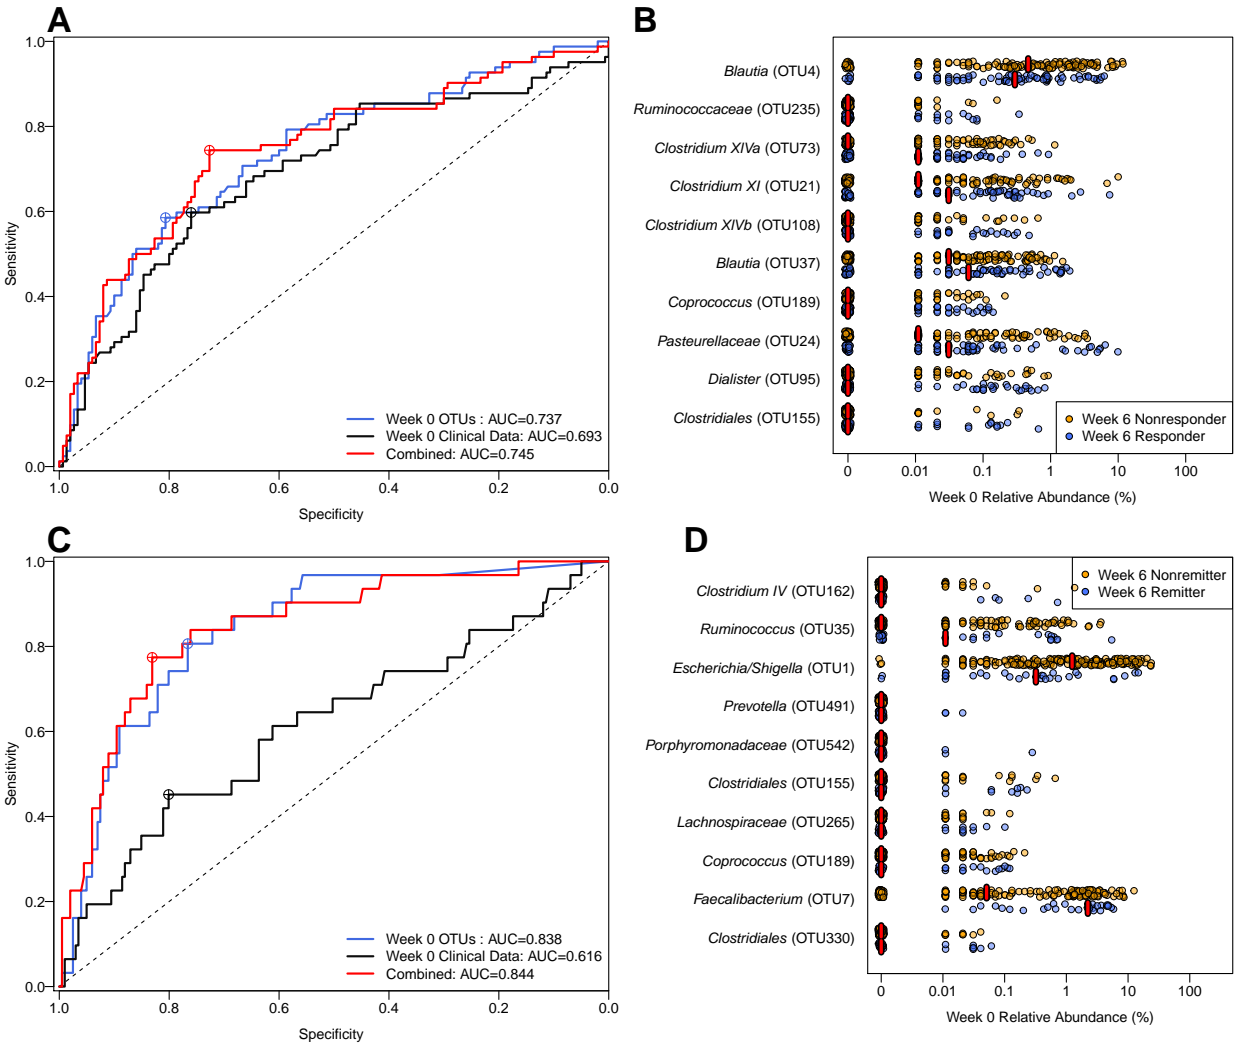 A
1.0
0.8
0.6
0.4
0.2
0.0
Sensitivity
1.0
0.8
0.6
0.4
0.2
0.0
Specificity
Week 0 OTUs : AUC=0.737
Week 0 Clinical Data: AUC=0.693
Combined: AUC=0.745
B
Blautia (OTU4)
Ruminococcaceae (OTU235)
Clostridium XIVa (OTU73)
Clostridium XI (OTU21)
Clostridium XIVb (OTU108)
Blautia (OTU37)
Coprococcus (OTU189)
Pasteurellaceae (OTU24)
Dialister (OTU95)
Clostridiales (OTU155)
Week 6 Nonresponder
Week 6 Responder
0
0.01
0.1
1
10
100
Week 0 Relative Abundance (%)
C
1.0
0.8
0.6
0.4
0.2
0.0
Sensitivity
1.0
0.8
0.6
0.4
0.2
0.0
Specificity
Week 0 OTUs : AUC=0.838
Week 0 Clinical Data: AUC=0.616
Combined: AUC=0.844
D
Clostridium IV (OTU162)
Ruminococcus (OTU35)
Escherichia/Shigella (OTU1)
Prevotella (OTU491)
Porphyromonadaceae (OTU542)
Clostridiales (OTU155)
Lachnospiraceae (OTU265)
Coprococcus (OTU189)
Faecalibacterium (OTU7)
Clostridiales (OTU330)
Week 6 Nonremitter
Week 6 Remitter
0
0.01
0.1
1
10
100
Week 0 Relative Abundance (%)